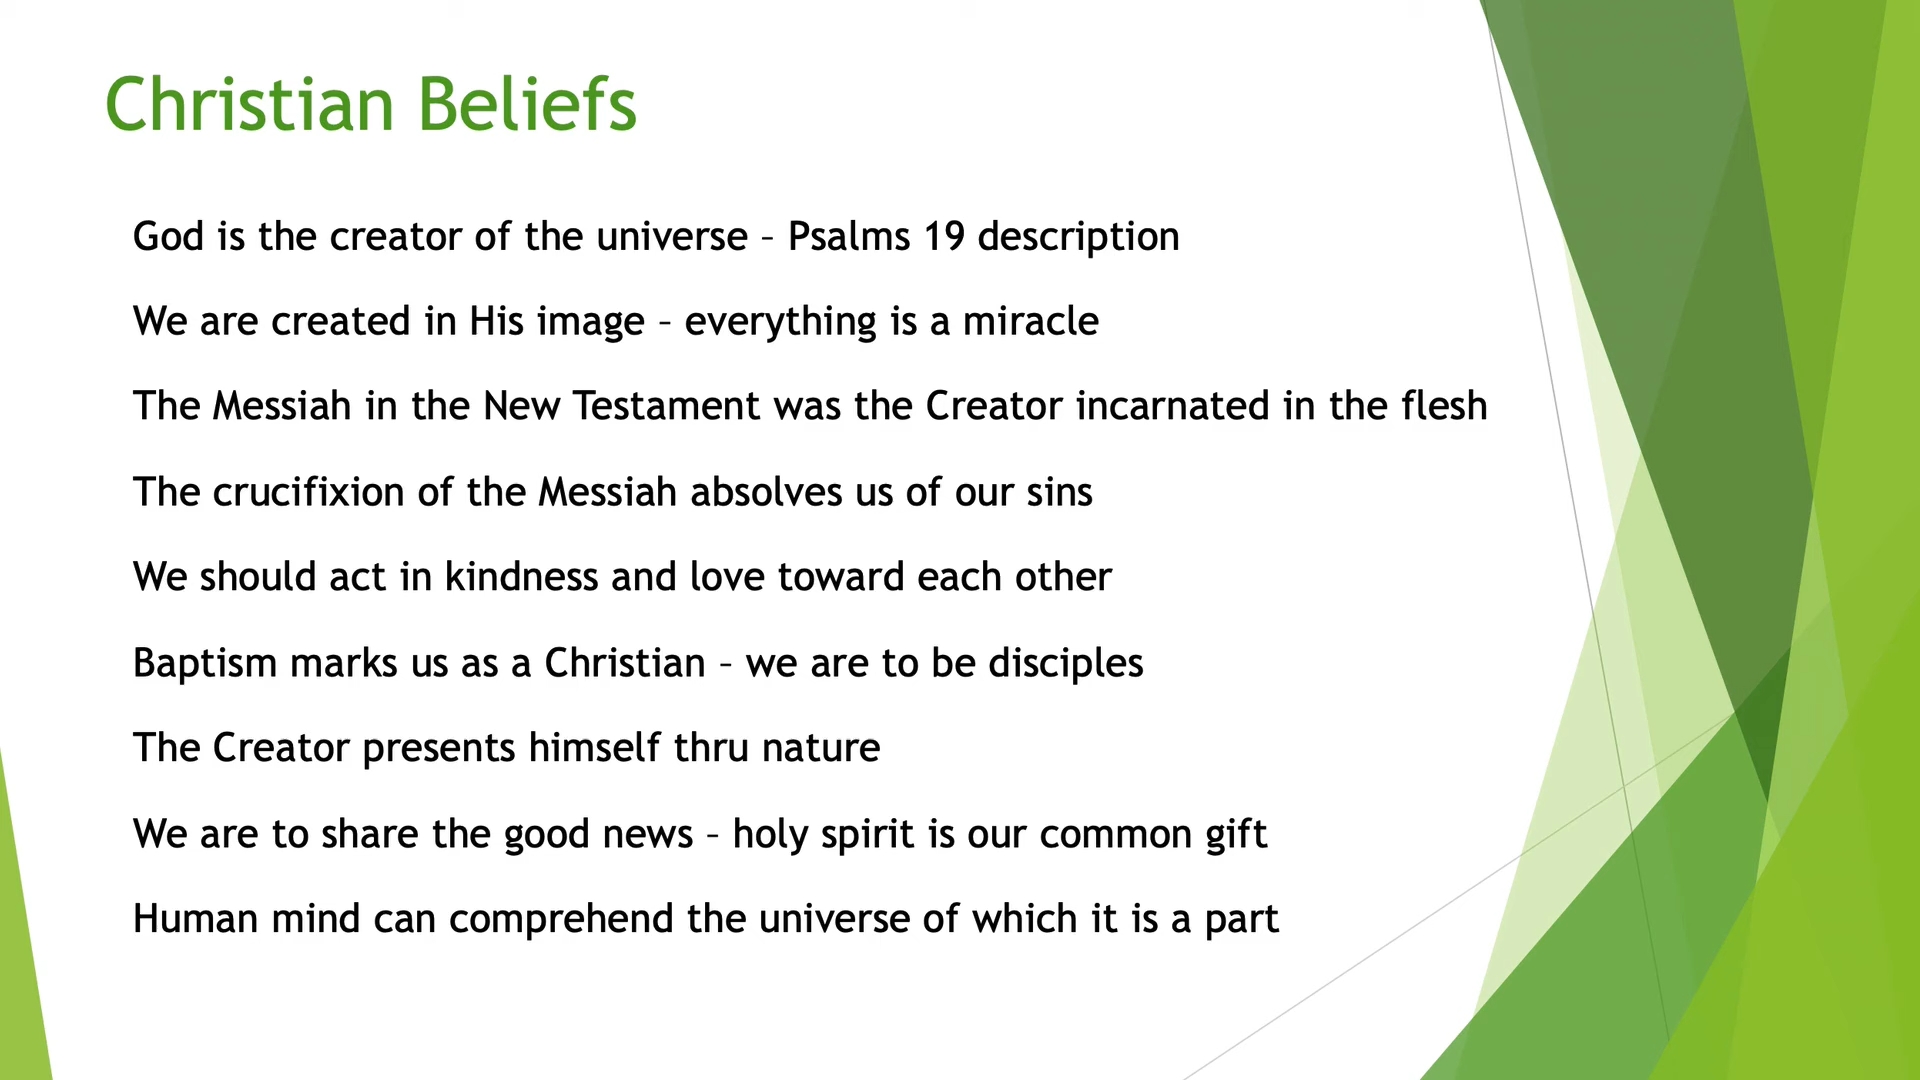 Christian Beliefs
God is the creator of the universe – Psalms 19 description
We are created in His image – everything is a miracle
The Messiah in the New Testament was the Creator incarnated in the flesh
The crucifixion of the Messiah absolves us of our sins
We should act in kindness and love toward each other
Baptism marks us as a Christian – we are to be disciples
The Creator presents himself thru nature
We are to share the good news – holy spirit is our common gift
Human mind can comprehend the universe of which it is a part